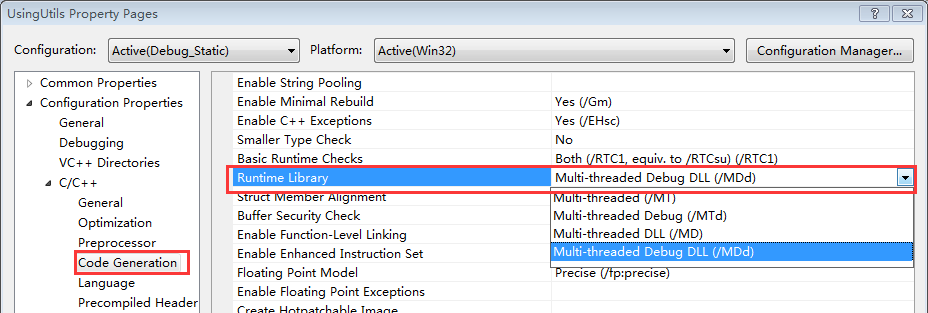 UsingUtils Property Pages
Configuration: Active(Debug_Static) Platform: Active(Win32) Configuration Manager...
Common Properties
Configuration Properties
General
Debugging
VC++ Directories
C/C++
General
Optimization
Preprocessor
Code Generation
Language
Precompiled Header
Enable String Pooling
Enable Minimal Rebuild Yes (/Gm)
Enable C++ Exceptions Yes (/EHsc)
Smaller Type Check No
Basic Runtime Checks Both (/RTC1, equiv. to /RTCsu) (/RTC1)
Runtime Library Multi-threaded Debug DLL (/MDd)
Struct Member Alignment Multi-threaded (/MT)
Buffer Security Check Multi-threaded Debug (/MTd)
Enable Function-Level Linking Multi-threaded DLL (/MD)
Enable Enhanced Instruction Set Multi-threaded Debug DLL (/MDd)
Floating Point Model Precise (/fp:precise)
Enable Floating Point Exceptions
Create Hotpatchable Image